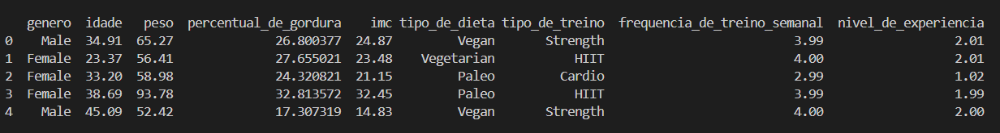 genero idade peso percentual_de_gordura imc tipo_de_dieta tipo_de_treino frequencia_de_treino_semanal nivel_de_experiencia
0 Male 34.91 65.27 26.800377 24.87 Vegan Strength 3.99 2.01
1 Female 23.37 56.41 27.655021 23.48 Vegetarian HIIT 4.00 2.01
2 Female 33.20 58.98 24.320821 21.15 Paleo Cardio 2.99 1.02
3 Female 38.69 93.78 32.813572 32.45 Paleo HIIT 3.99 1.99
4 Male 45.09 52.42 17.307319 14.83 Vegan Strength 4.00 2.00